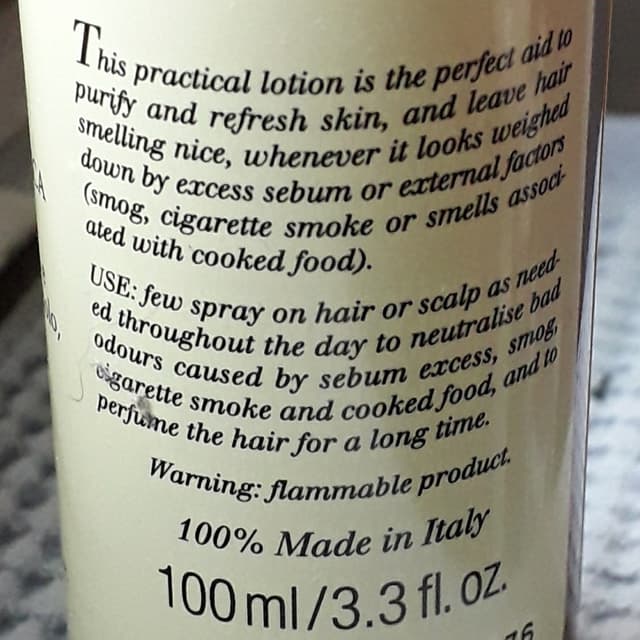 This practical lotion is the perfect aid to
purify and refresh skin, and leave hair
smelling nice, whenever it looks weighed
down by excess sebum or external factors
(smog, cigarette smoke or smells associ-
ated with cooked food).
USE: few spray on hair or scalp as need-
ed throughout the day to neutralise bad
odours caused by sebum excess, smog,
cigarette smoke and cooked food, and to
perfume the hair for a long time.
Warning: flammable product.
100% Made in Italy
100 ml/3.3 fl. oz.